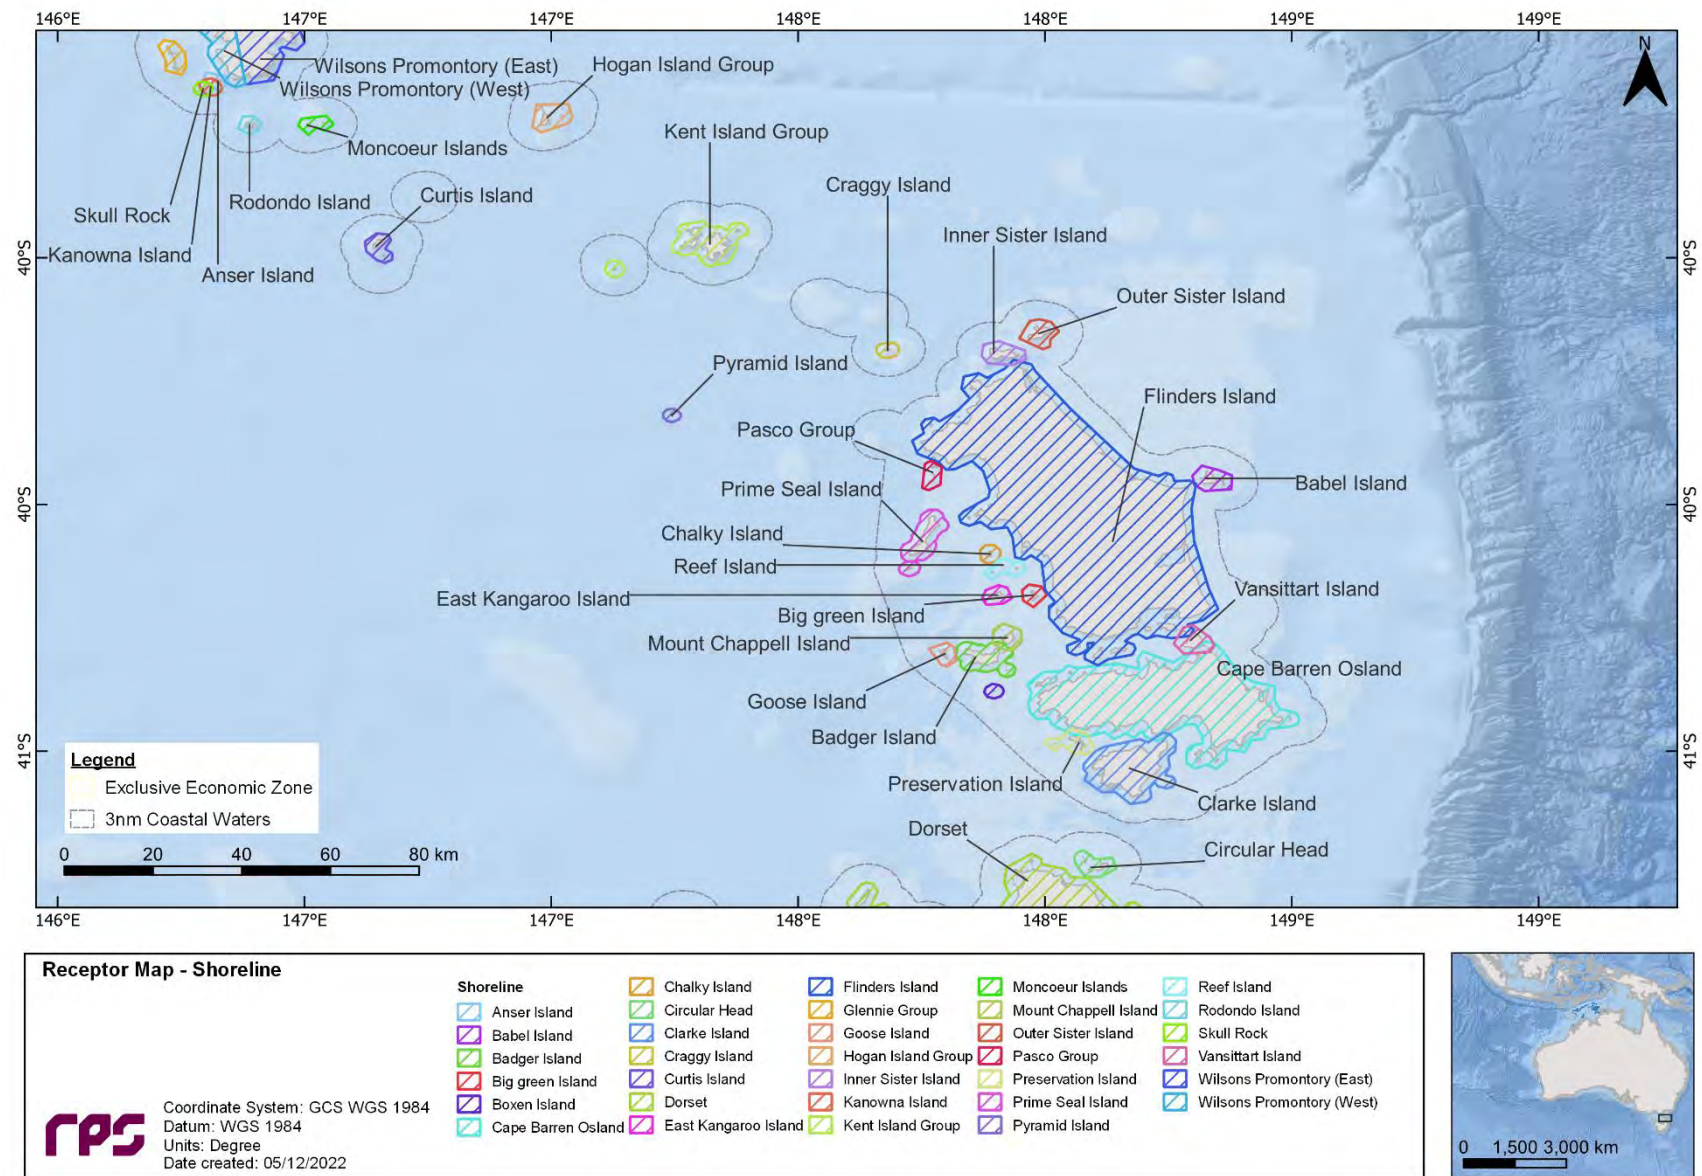 146°E 147°E 147°E 148°E 148°E 149°E 149°E
N
Wilsons Promontory (East)
Wilsons Promontory (West)
Hogan Island Group
Kent Island Group
Moncoeur Islands
Craggy Island
Skull Rock
Rodondo Island
Curtis Island
Kanowna Island
Anser Island
Inner Sister Island
Outer Sister Island
40°S
40°S
Pyramid Island
Flinders Island
Pasco Group
Prime Seal Island
Babel Island
40°S
40°S
Chalky Island
Reef Island
East Kangaroo Island
Big green Island
Vansittart Island
Mount Chappell Island
Cape Barren Osland
Goose Island
Badger Island
41°S
41°S
Preservation Island
Clarke Island
Dorset
Circular Head
Legend
Exclusive Economic Zone
3nm Coastal Waters
0 20 40 60 80 km
146°E 147°E 147°E 148°E 148°E 149°E 149°E
Receptor Map - Shoreline
rps
Coordinate System: GCS WGS 1984
Datum: WGS 1984
Units: Degree
Date created: 05/12/2022
Shoreline
Anser Island
Babel Island
Badger Island
Big green Island
Boxen Island
Cape Barren Osland
Chalky Island
Circular Head
Clarke Island
Craggy Island
Curtis Island
Dorset
East Kangaroo Island
Flinders Island
Glennie Group
Goose Island
Hogan Island Group
Inner Sister Island
Kanowna Island
Kent Island Group
Moncoeur Islands
Mount Chappell Island
Outer Sister Island
Pasco Group
Preservation Island
Prime Seal Island
Pyramid Island
Reef Island
Rodondo Island
Skull Rock
Vansittart Island
Wilsons Promontory (East)
Wilsons Promontory (West)
0 1,500 3,000 km